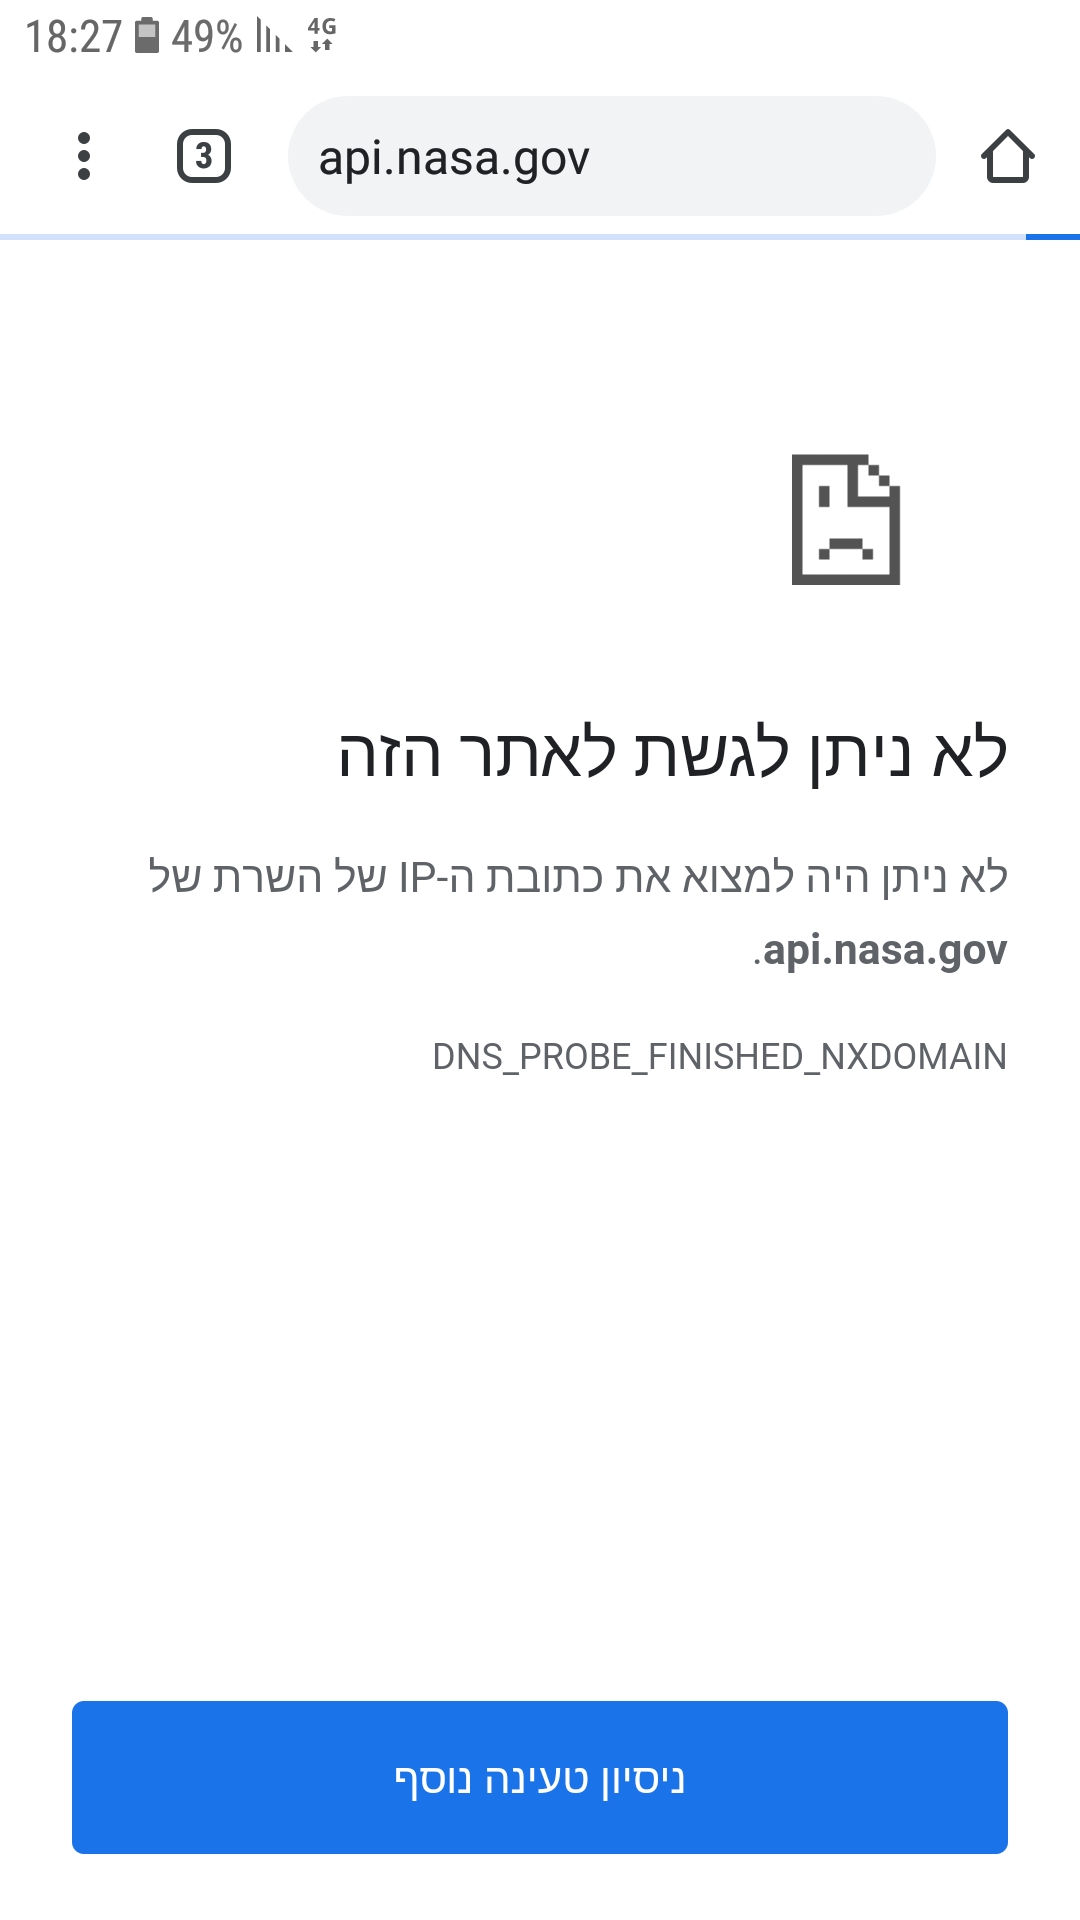 18:27 49% 4G
3 api.nasa.gov
לא ניתן לגשת לאתר הזה
לא ניתן היה למצוא את כתובת ה-IP של השרת של
api.nasa.gov.
DNS_PROBE_FINISHED_NXDOMAIN
ניסיון טעינה נוסף